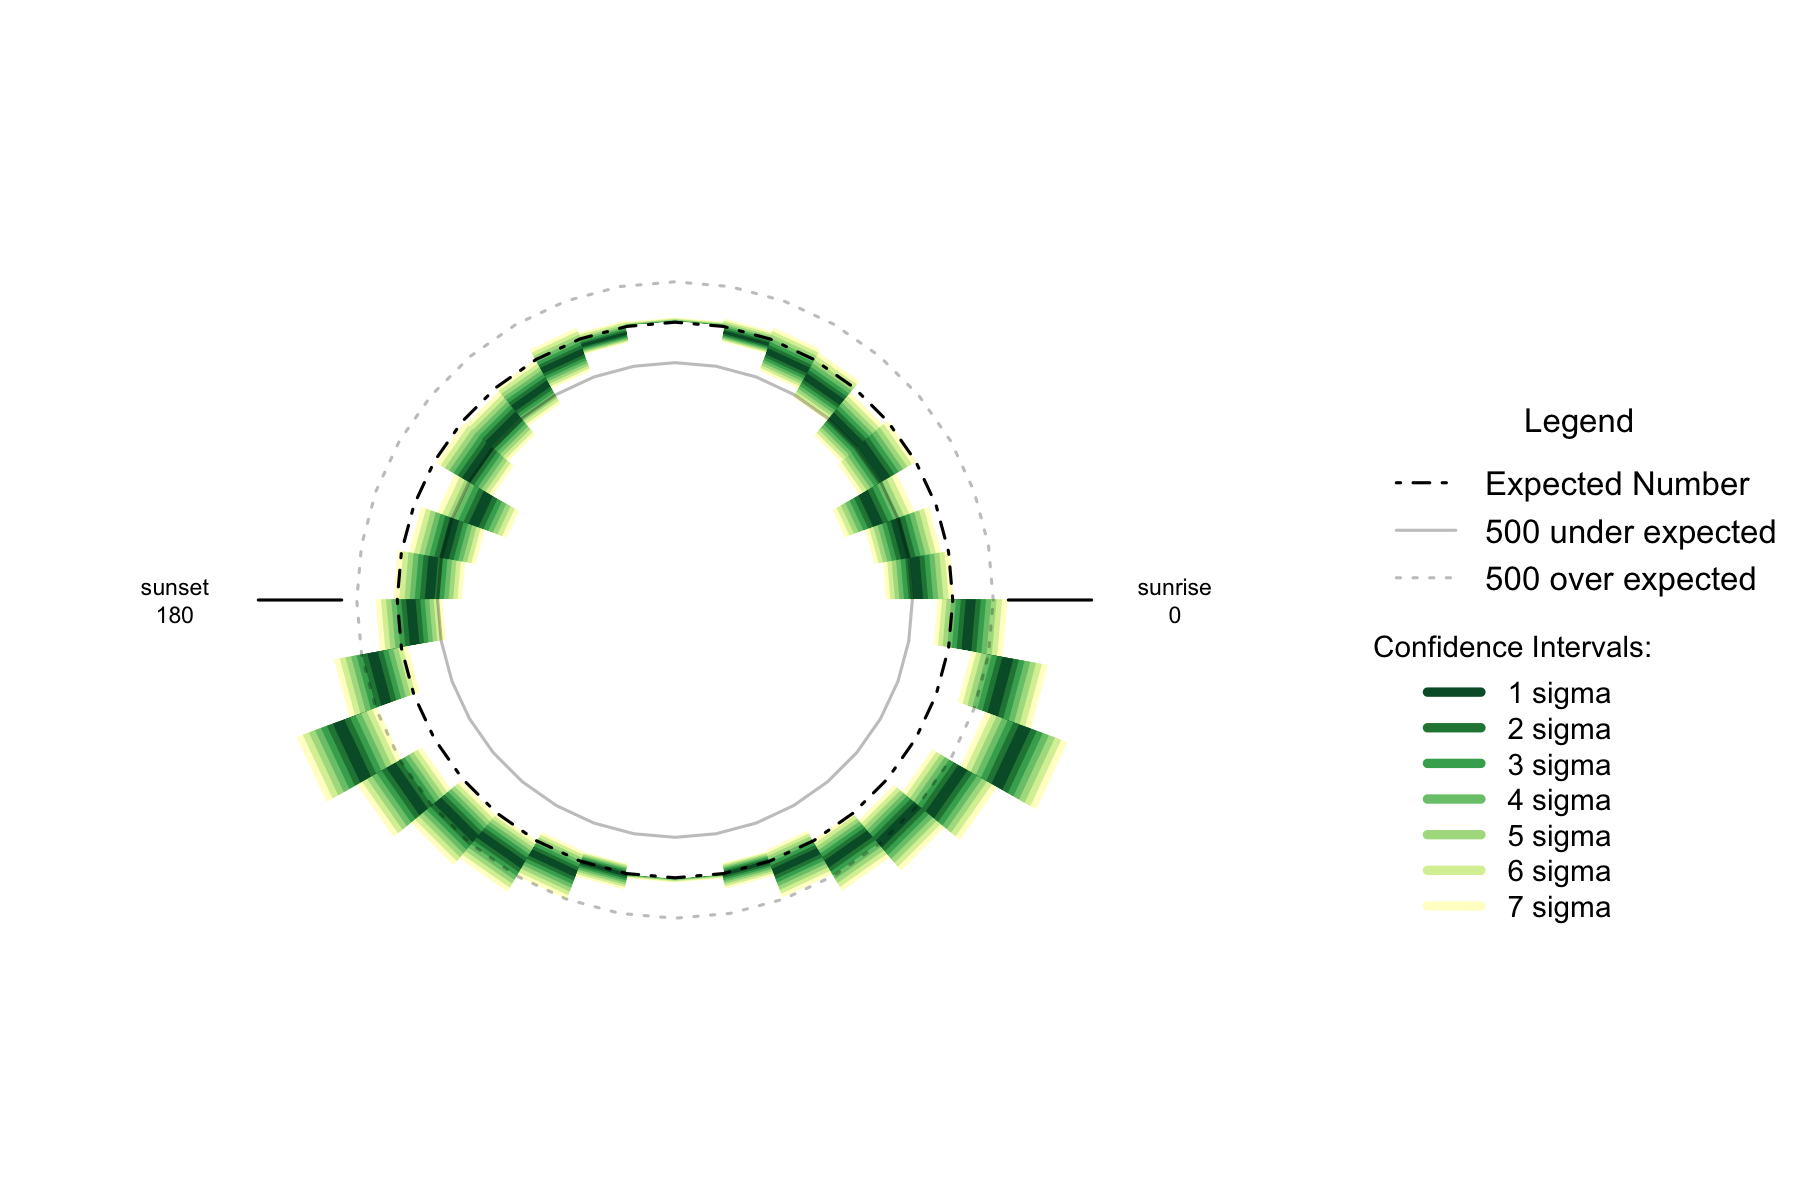 sunset
180
sunrise
0
Legend
Expected Number
500 under expected
500 over expected
Confidence Intervals:
1 sigma
2 sigma
3 sigma
4 sigma
5 sigma
6 sigma
7 sigma